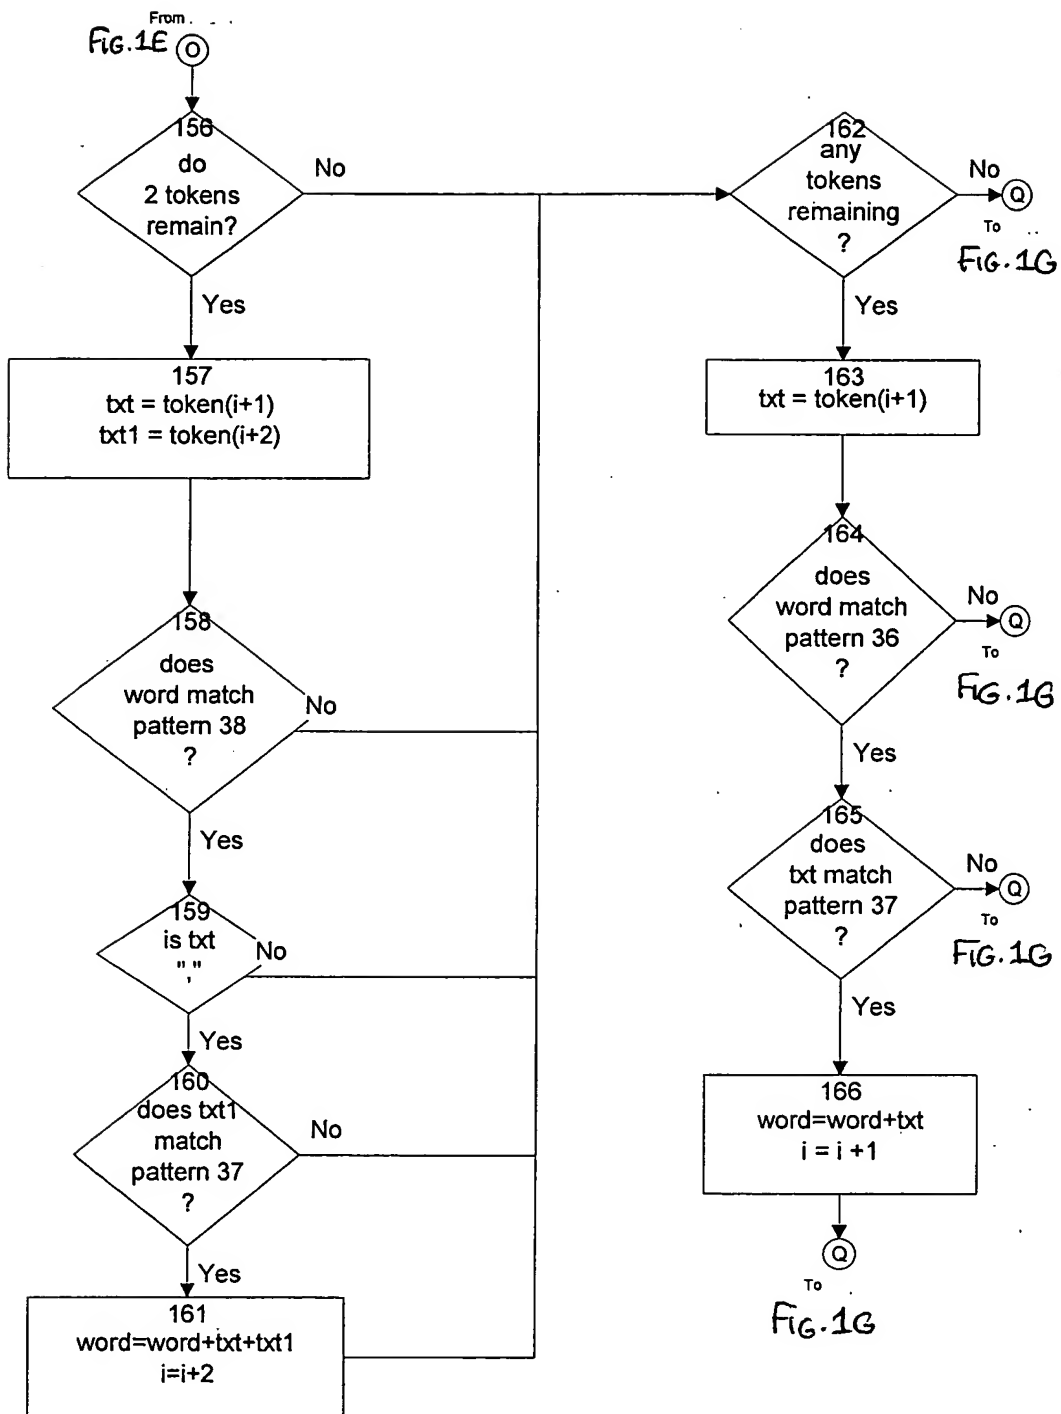 From
FIG.1E
O
156
do
2 tokens
remain?
No
Yes
157
txt = token(i+1)
txt1 = token(i+2)
158
does
word match
pattern 38
?
No
Yes
159
is txt
","
No
Yes
160
does txt1
match
pattern 37
?
No
Yes
161
word=word+txt+txt1
i=i+2
162
any
tokens
remaining
?
No
Q
To
FIG.1G
Yes
163
txt = token(i+1)
164
does
word match
pattern 36
?
No
Q
To
FIG.1G
Yes
165
does
txt match
pattern 37
?
No
Q
To
FIG.1G
Yes
166
word=word+txt
i = i +1
Q
To
FIG.1G